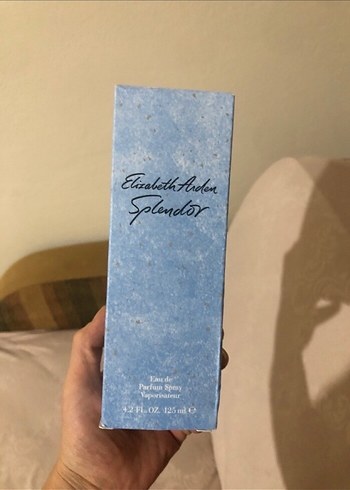 Elizabeth Arden
Splendor
Eau de
Parfum Spray
Vaporisateur
4.2 FL. OZ. 125 ml ℮